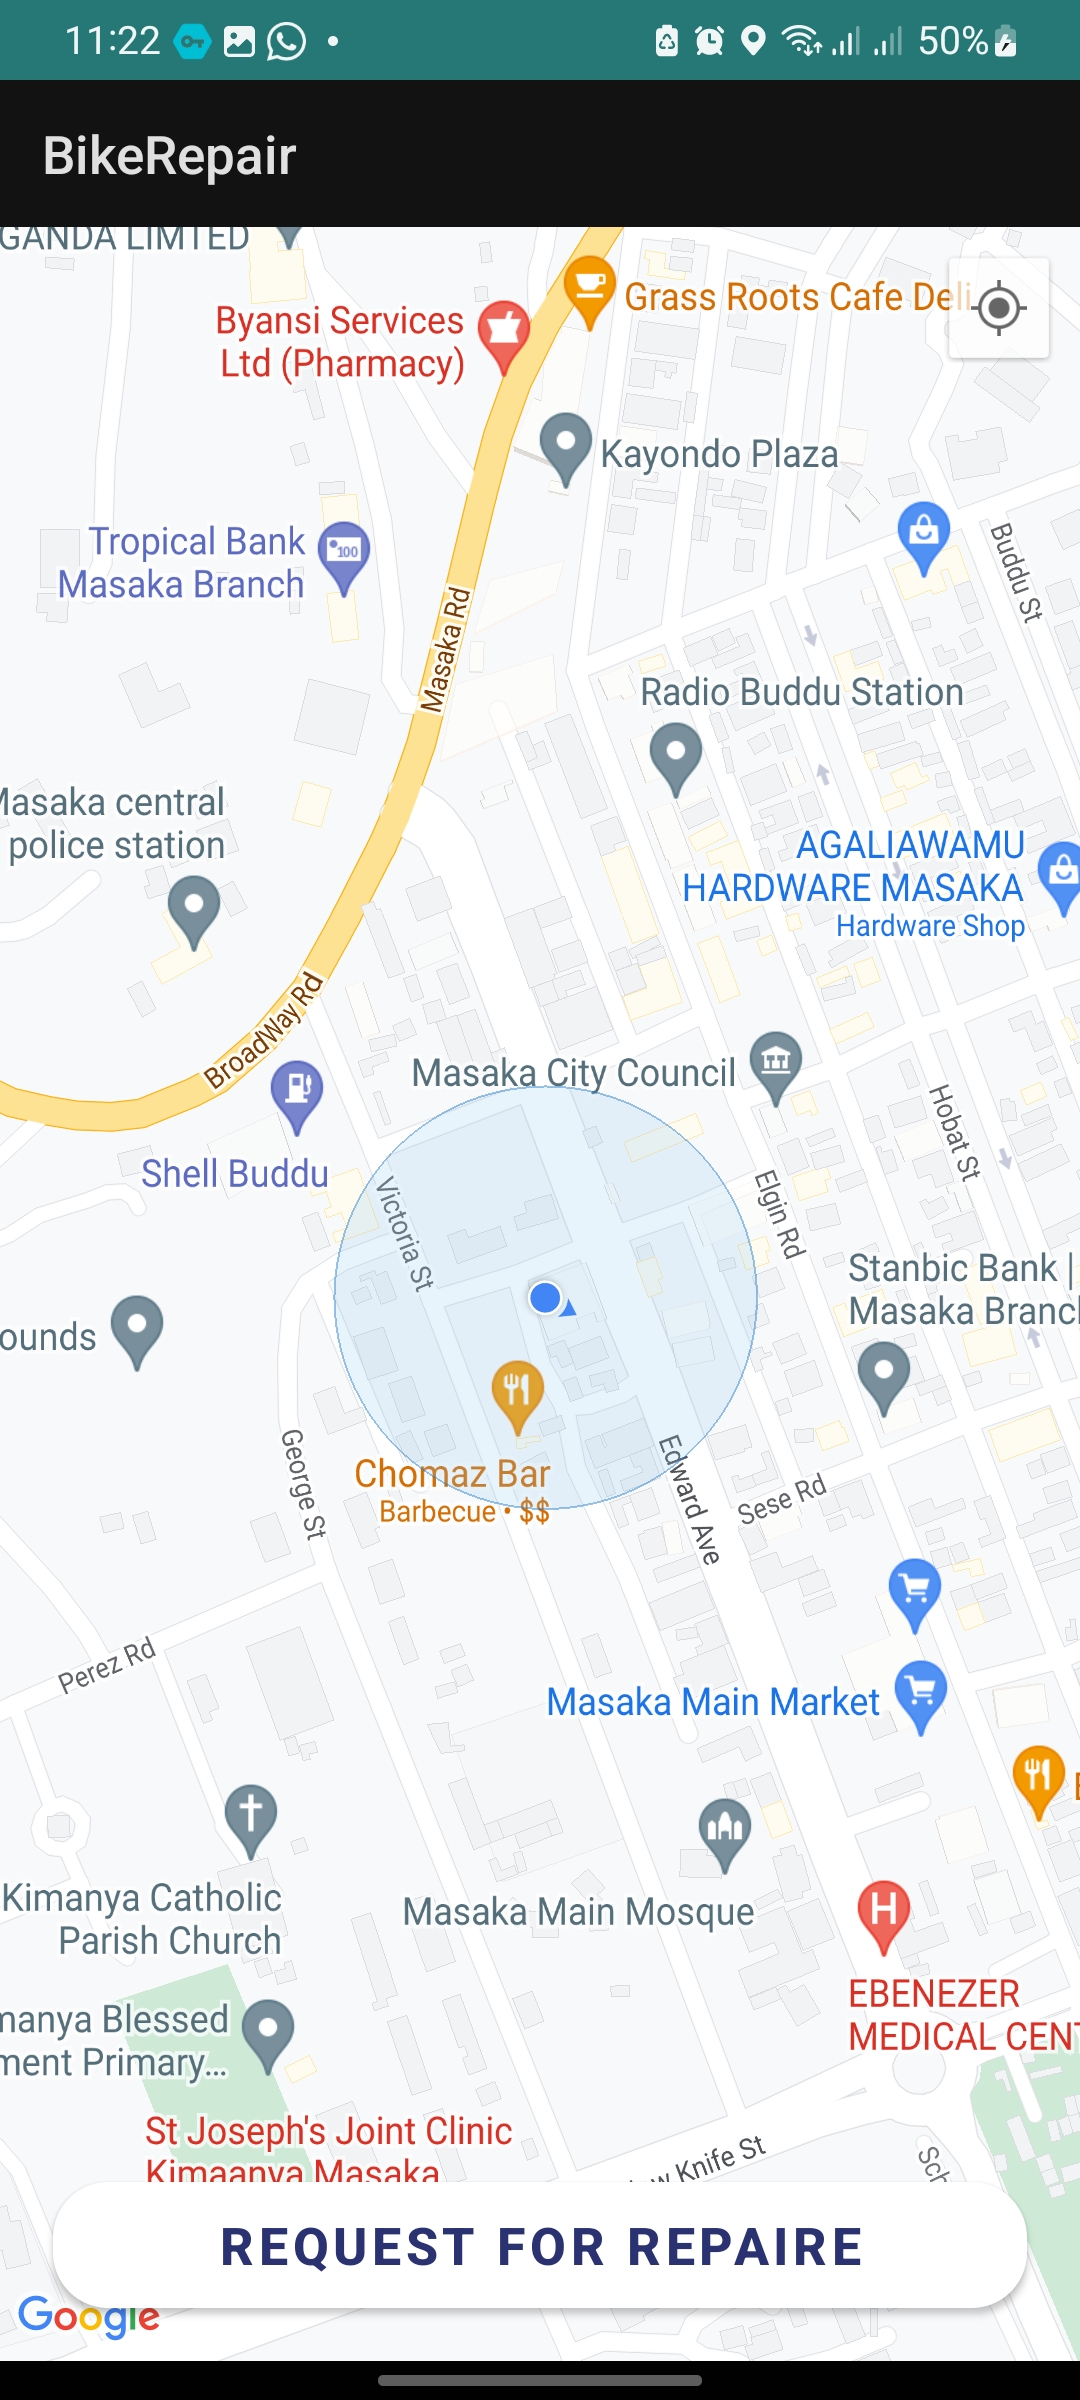 11:22
50%
BikeRepair
GANDA LIMTED
Grass Roots Cafe Deli
Byansi Services
Ltd (Pharmacy)
Kayondo Plaza
Tropical Bank
Masaka Branch
100
Buddu St
Masaka Rd
Radio Buddu Station
Masaka central
police station
AGALIAWAMU
HARDWARE MASAKA
Hardware Shop
BroadWay Rd
Masaka City Council
Shell Buddu
Hobat St
Victoria St
Elgin Rd
Stanbic Bank |
Masaka Branch
ounds
Chomaz Bar
Barbecue • $$
George St
Edward Ave
Sese Rd
Perez Rd
Masaka Main Market
Kimanya Catholic
Parish Church
Masaka Main Mosque
H
EBENEZER
MEDICAL CENT
manya Blessed
ment Primary...
St Joseph's Joint Clinic
Kimaanya Masaka
w Knife St
Sch
REQUEST FOR REPAIRE
Google